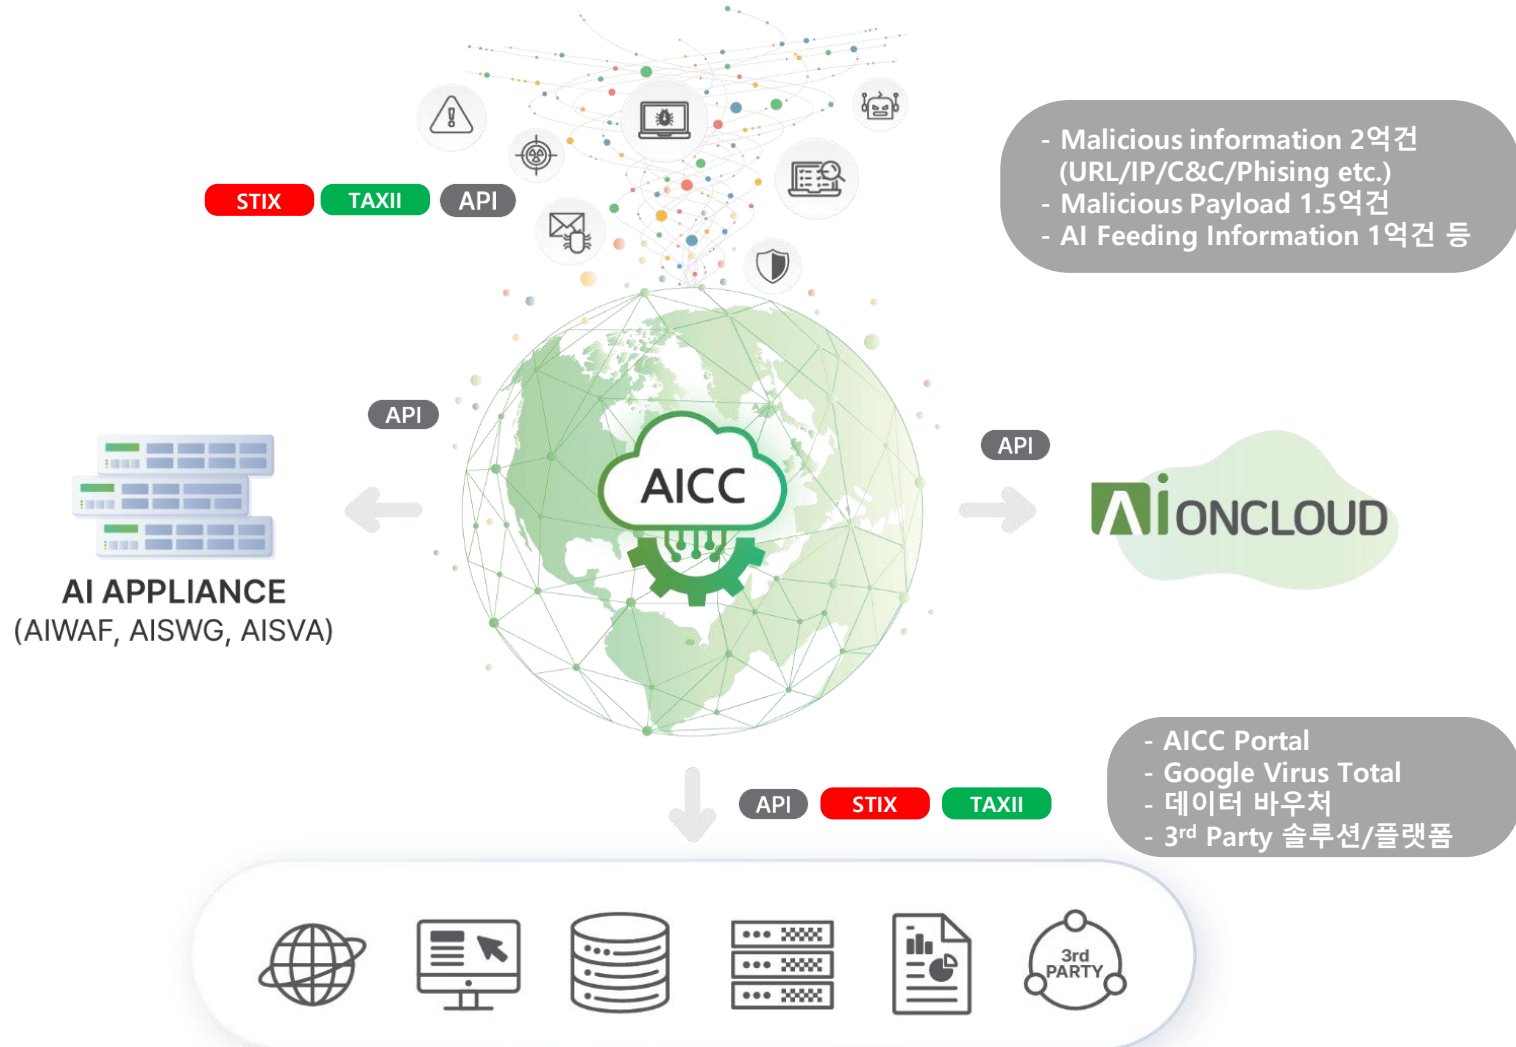 - Malicious information 2억건
(URL/IP/C&C/Phising etc.)
- Malicious Payload 1.5억건
- AI Feeding Information 1억건 등
STIX TAXII API
API
API
AICC
AI ONCLOUD
AI APPLIANCE
(AIWAF, AISWG, AISVA)
- AICC Portal
- Google Virus Total
- 데이터 바우처
- 3rd Party 솔루션/플랫폼
API STIX TAXII
3rd
PARTY